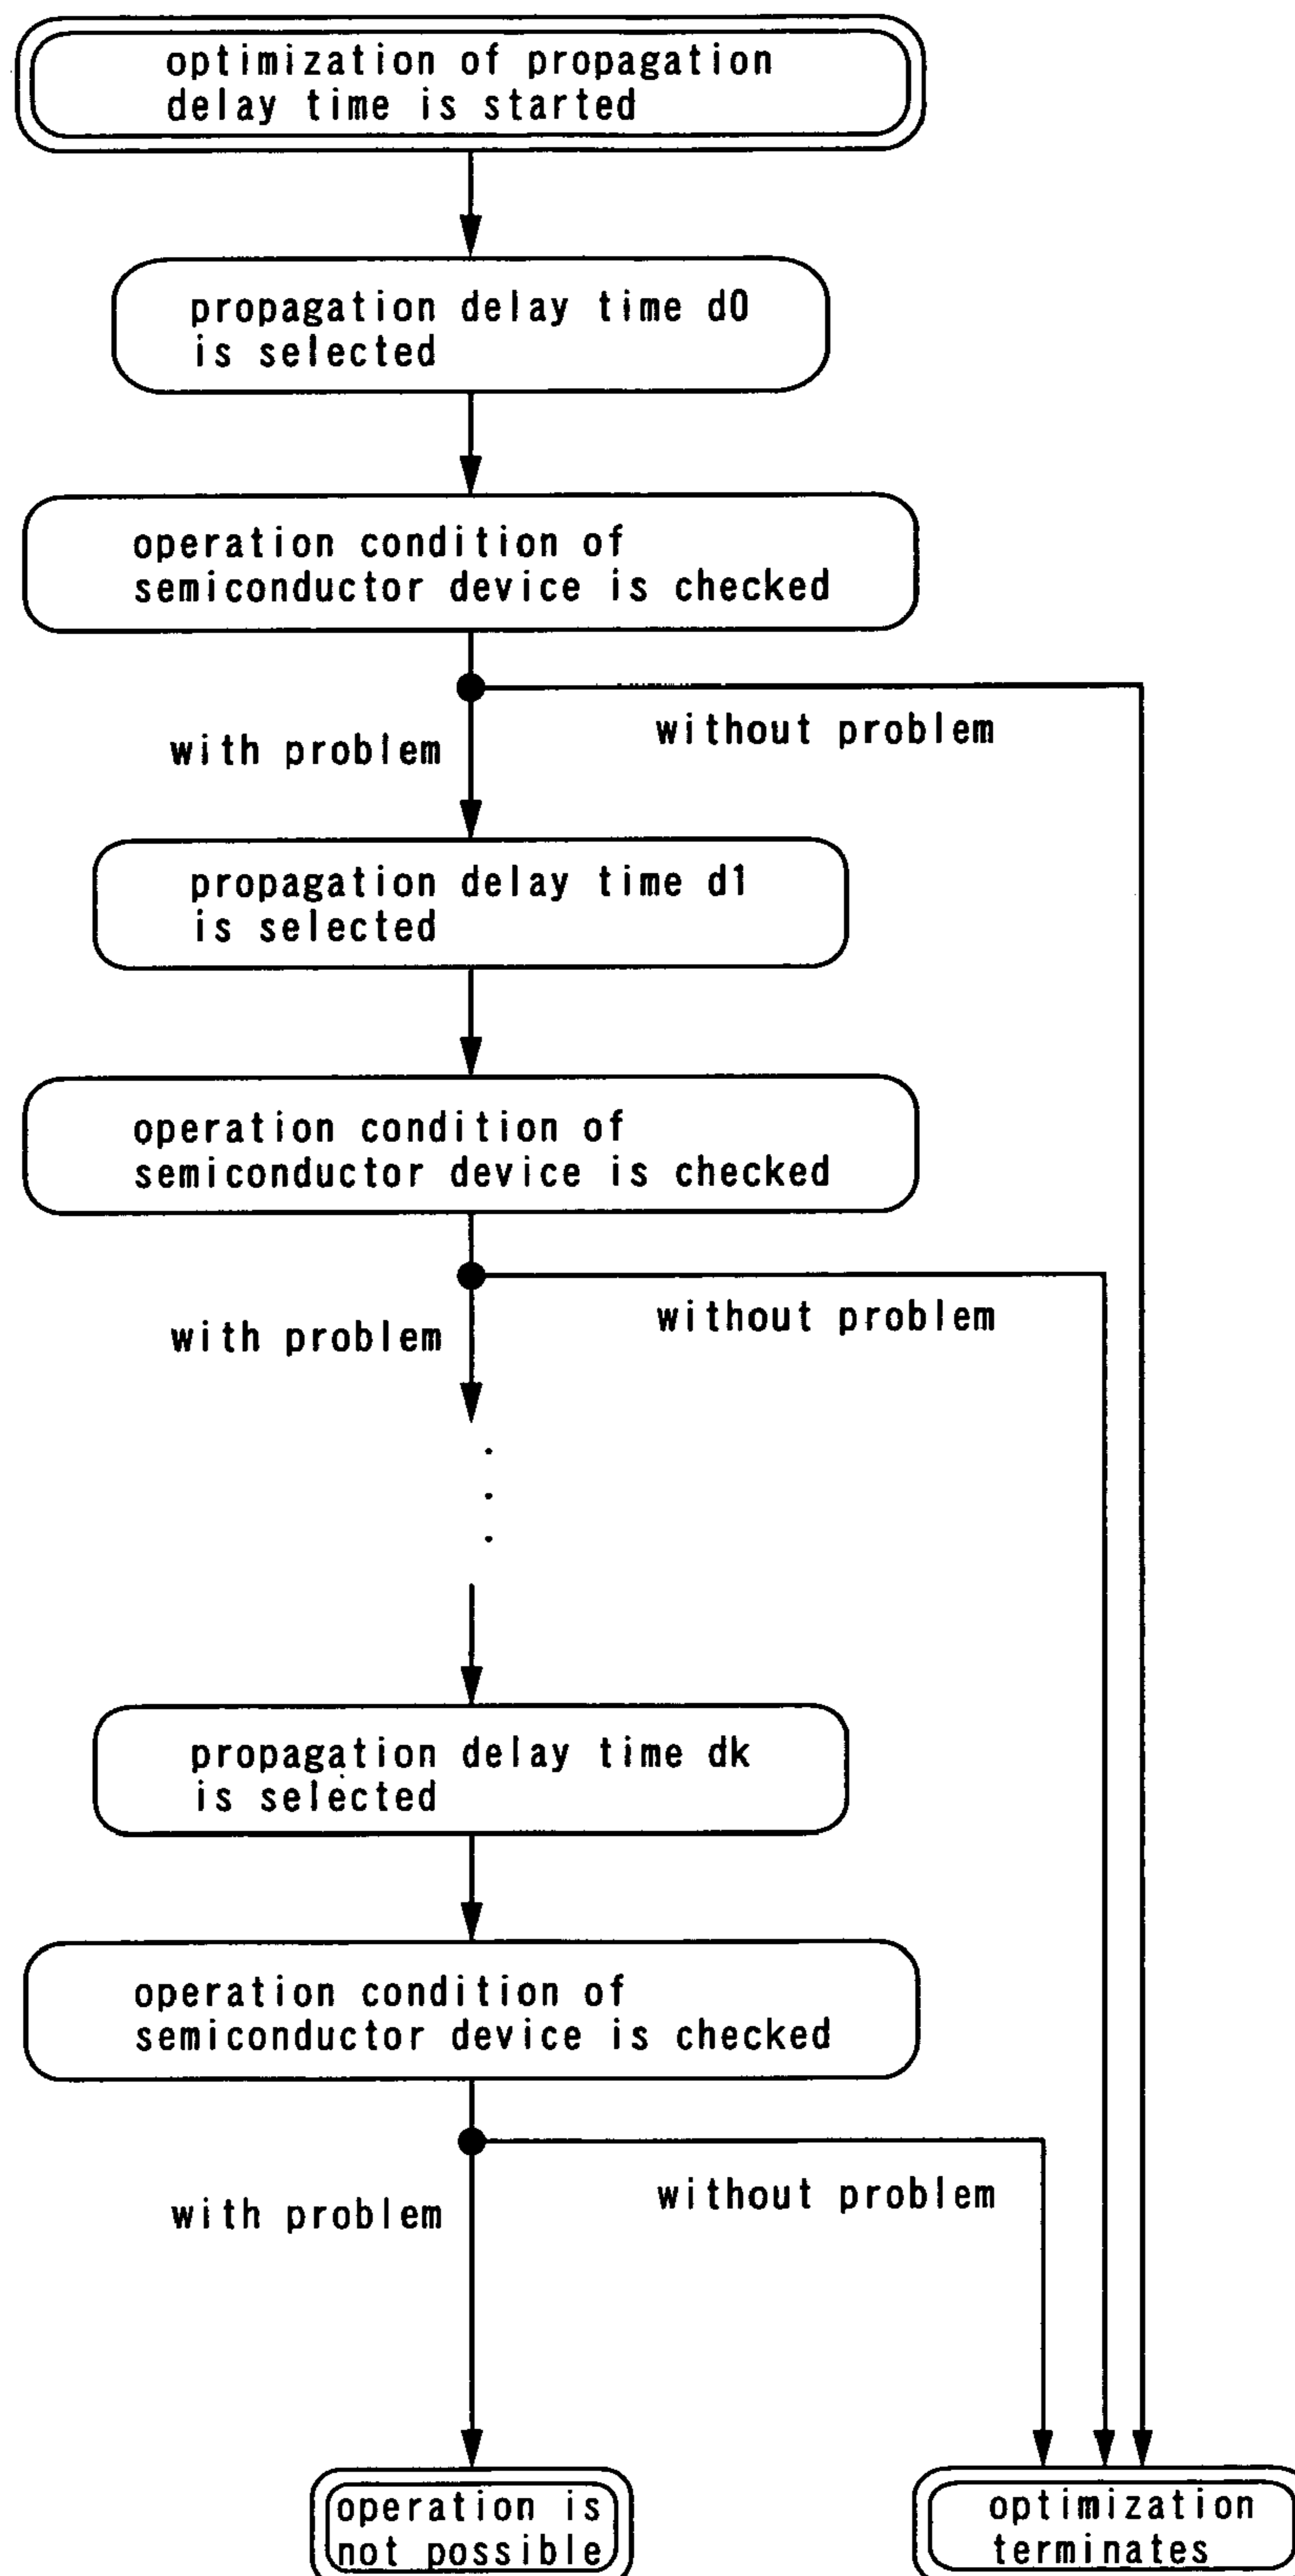 optimization of propagation
delay time is started
propagation delay time d0
is selected
operation condition of
semiconductor device is checked
with problem
without problem
propagation delay time d1
is selected
operation condition of
semiconductor device is checked
with problem
without problem
propagation delay time dk
is selected
operation condition of
semiconductor device is checked
with problem
without problem
operation is
not possible
optimization
terminates